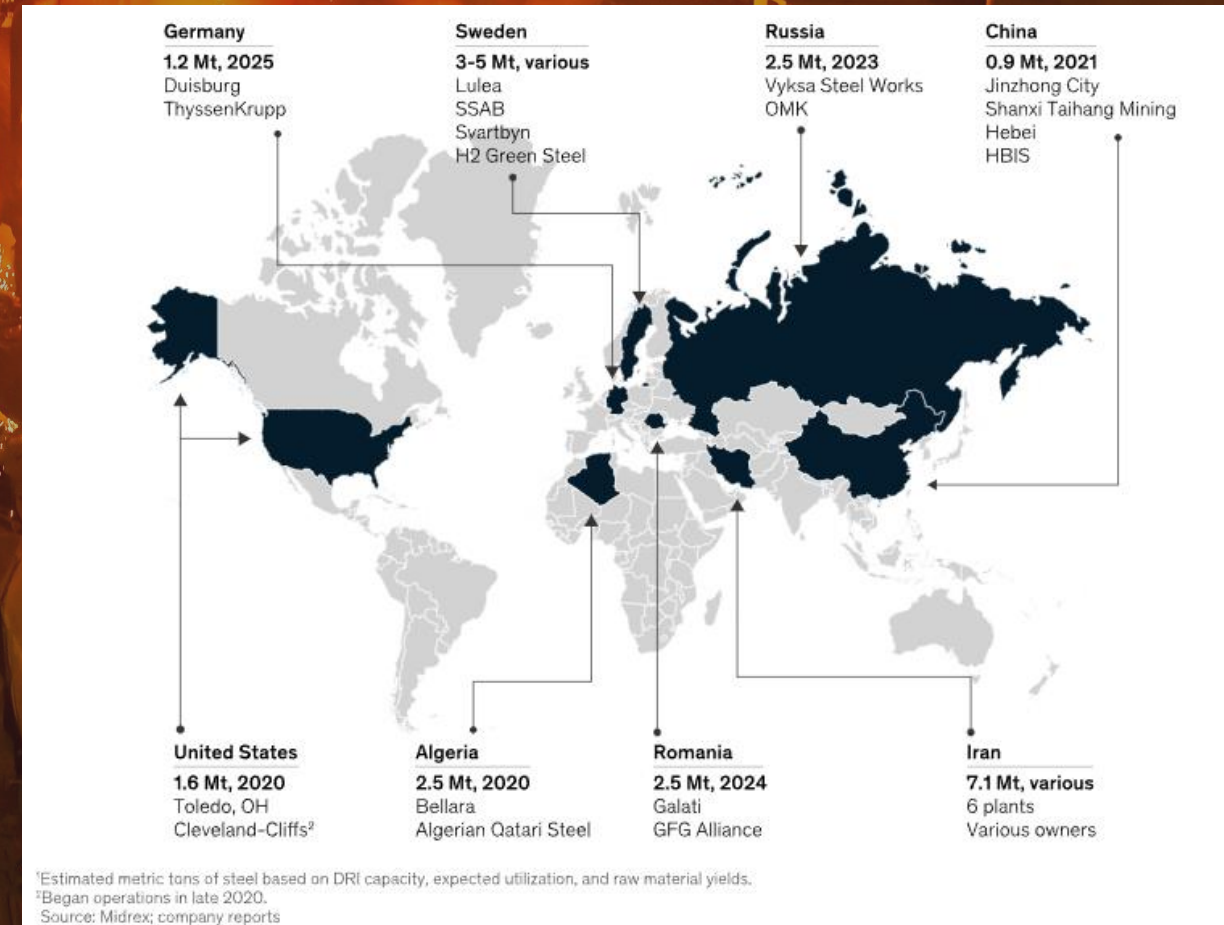 Germany
1.2 Mt, 2025
Duisburg
ThyssenKrupp
Sweden
3-5 Mt, various
Lulea
SSAB
Svartbyn
H2 Green Steel
Russia
2.5 Mt, 2023
Vyksa Steel Works
OMK
China
0.9 Mt, 2021
Jinzhong City
Shanxi Taihang Mining
Hebei
HBIS
United States
1.6 Mt, 2020
Toledo, OH
Cleveland-Cliffs²
Algeria
2.5 Mt, 2020
Bellara
Algerian Qatari Steel
Romania
2.5 Mt, 2024
Galati
GFG Alliance
Iran
7.1 Mt, various
6 plants
Various owners
¹Estimated metric tons of steel based on DRI capacity, expected utilization, and raw material yields.
²Began operations in late 2020.
Source: Midrex; company reports